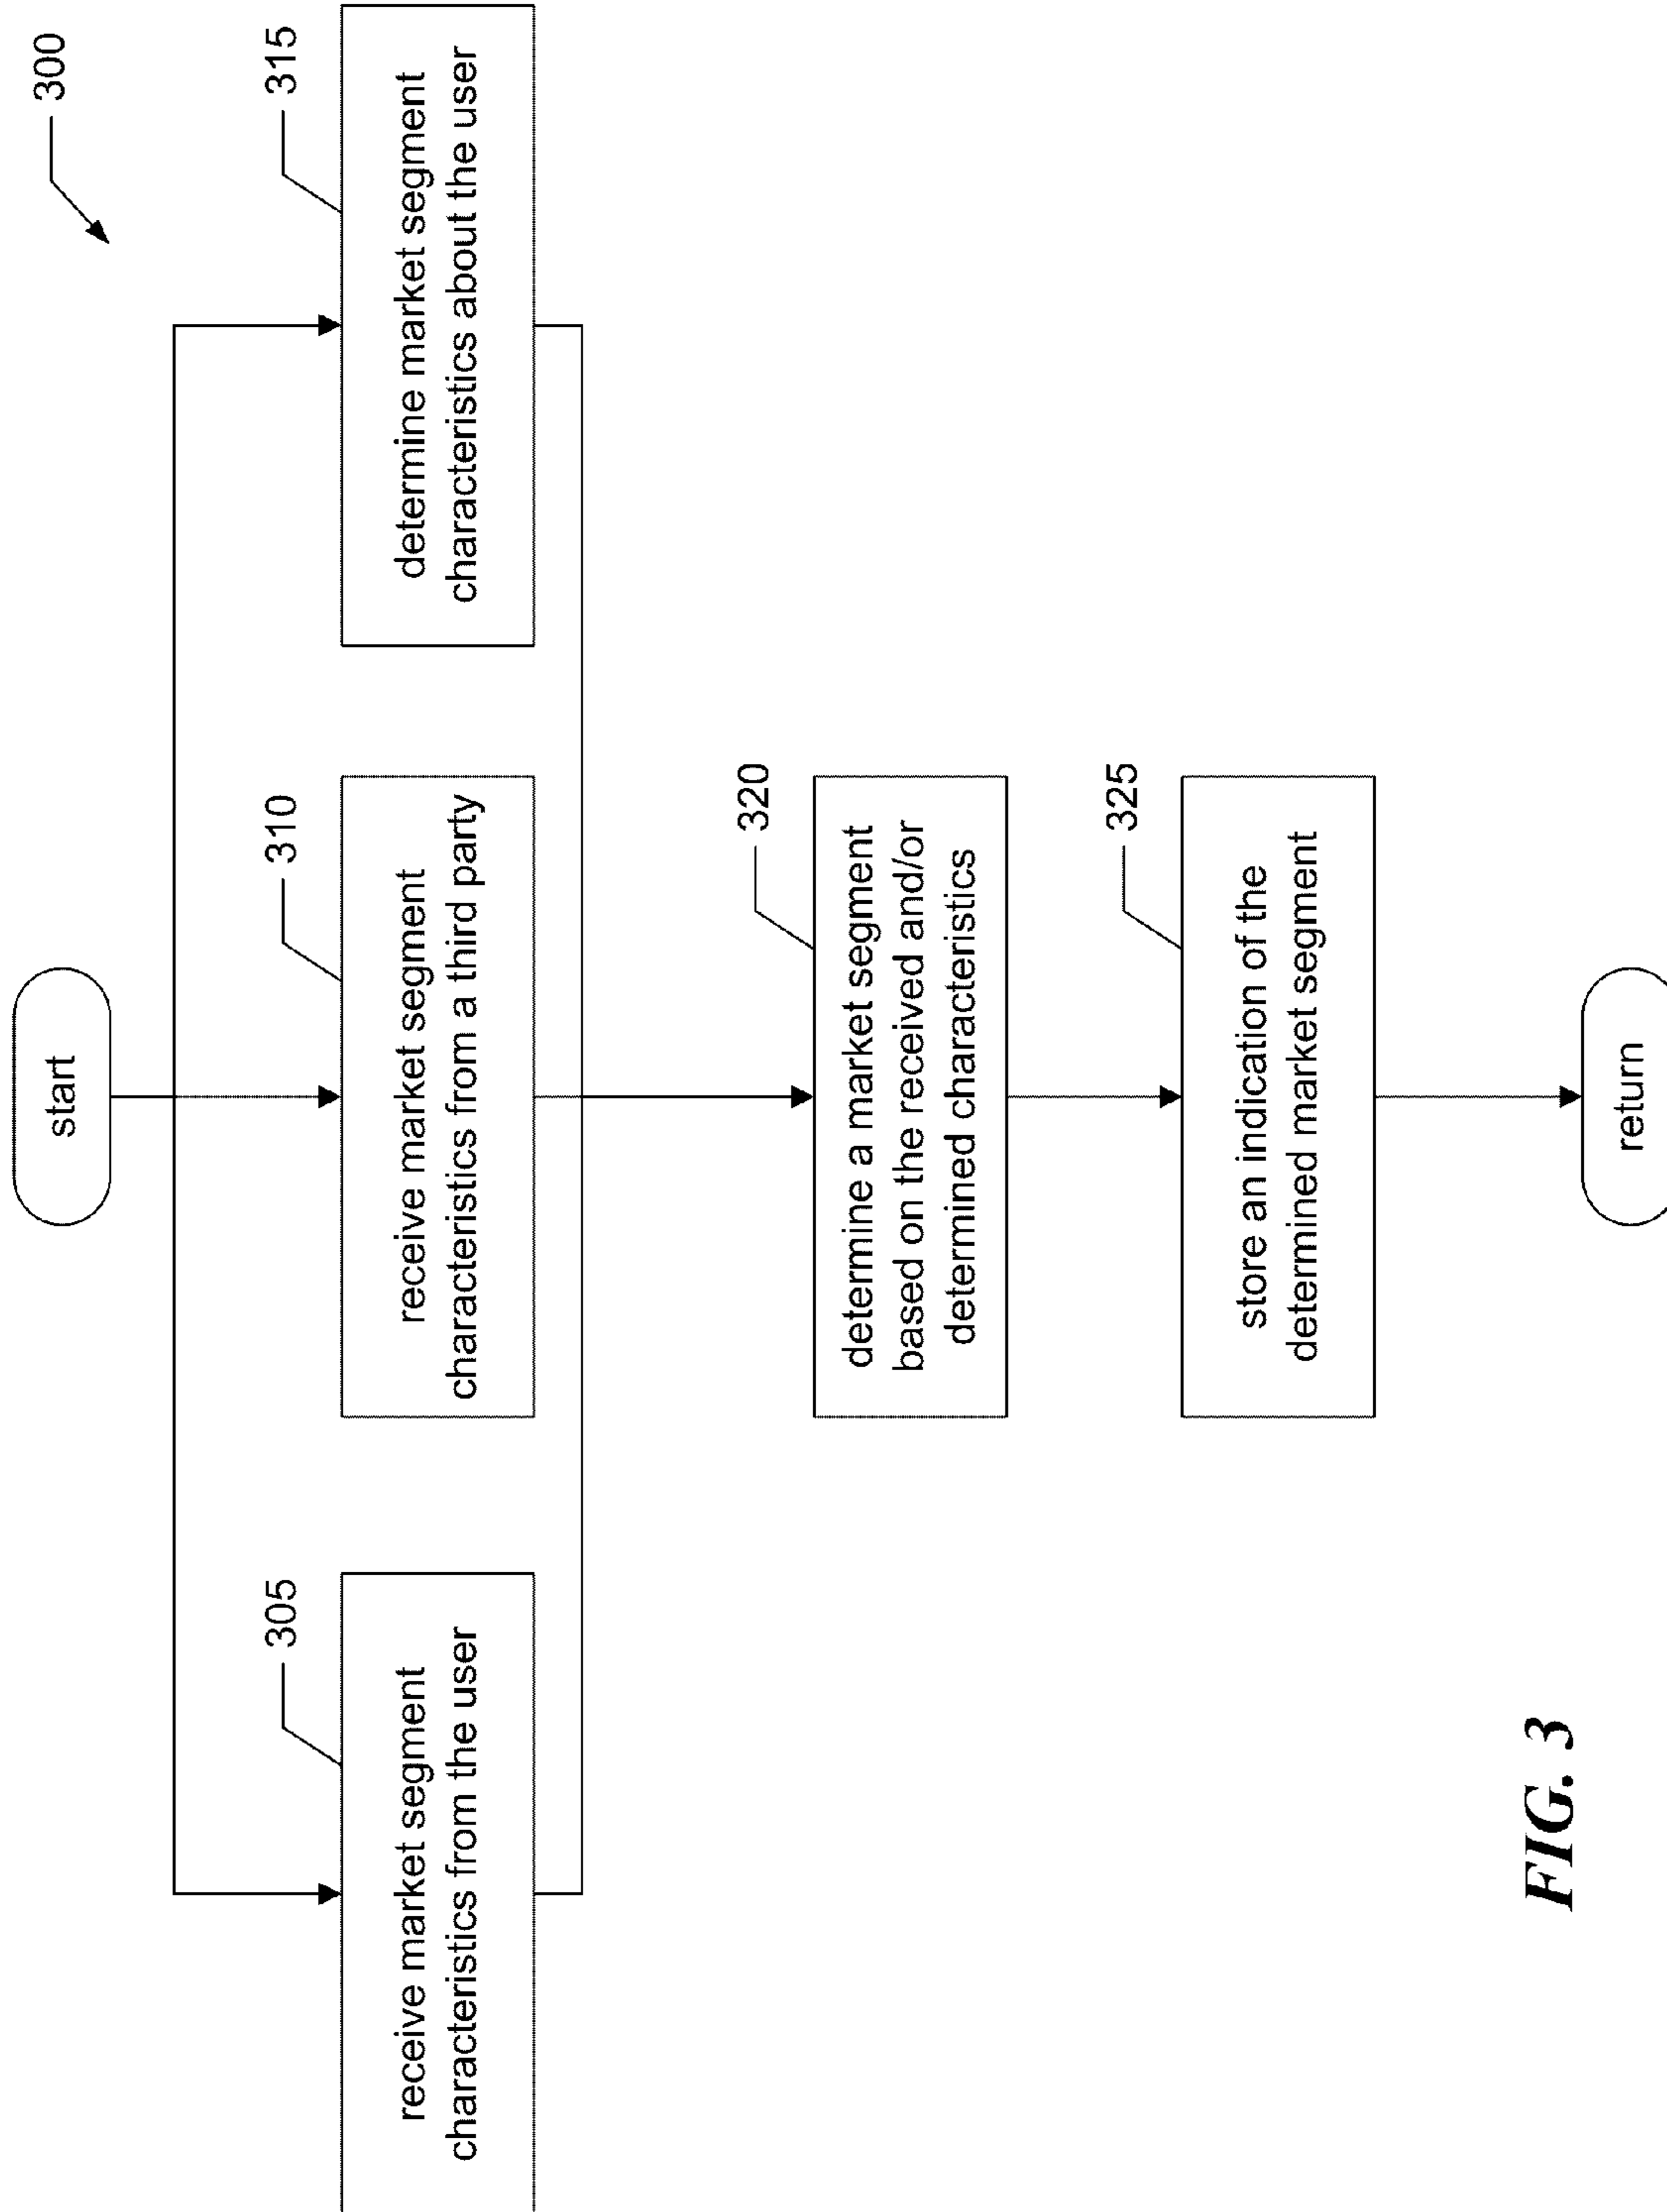 300
start
305
receive market segment
characteristics from the user
310
receive market segment
characteristics from a third party
315
determine market segment
characteristics about the user
320
determine a market segment
based on the received and/or
determined characteristics
325
store an indication of the
determined market segment
return
FIG. 3